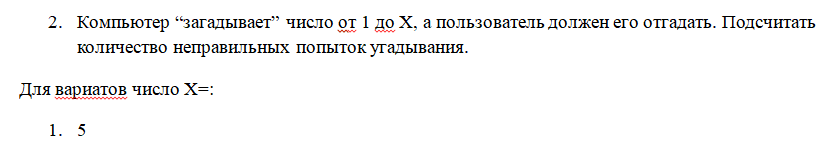 2. Компьютер “загадывает” число от 1 до X, а пользователь должен его отгадать. Подсчитать
количество неправильных попыток угадывания.
Для вариатов число X=:
1. 5